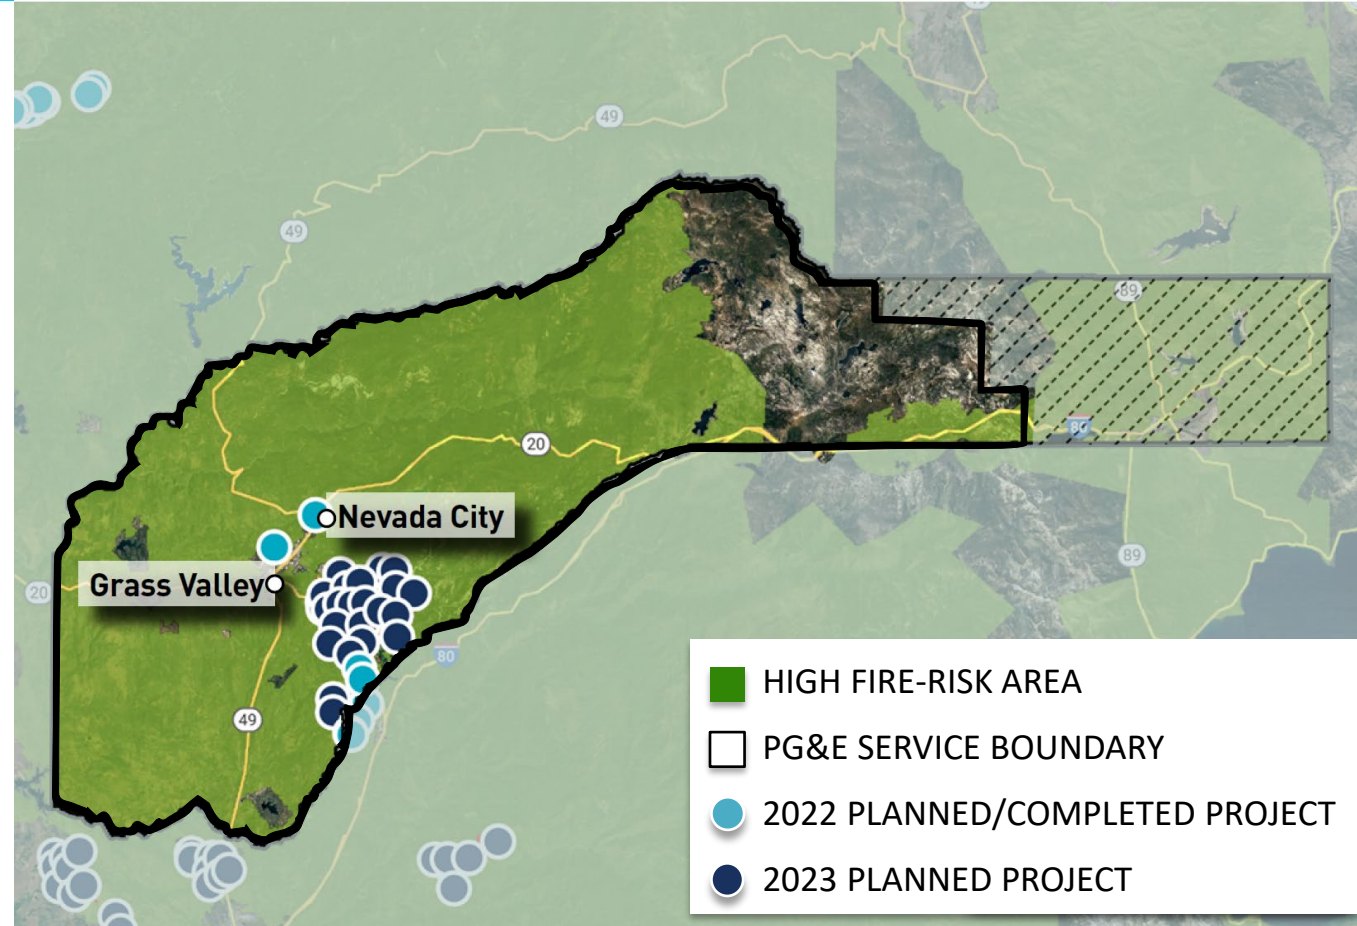 49
49
89
80
20
Nevada City
Grass Valley
20
89
80
49
HIGH FIRE-RISK AREA
PG&E SERVICE BOUNDARY
2022 PLANNED/COMPLETED PROJECT
2023 PLANNED PROJECT